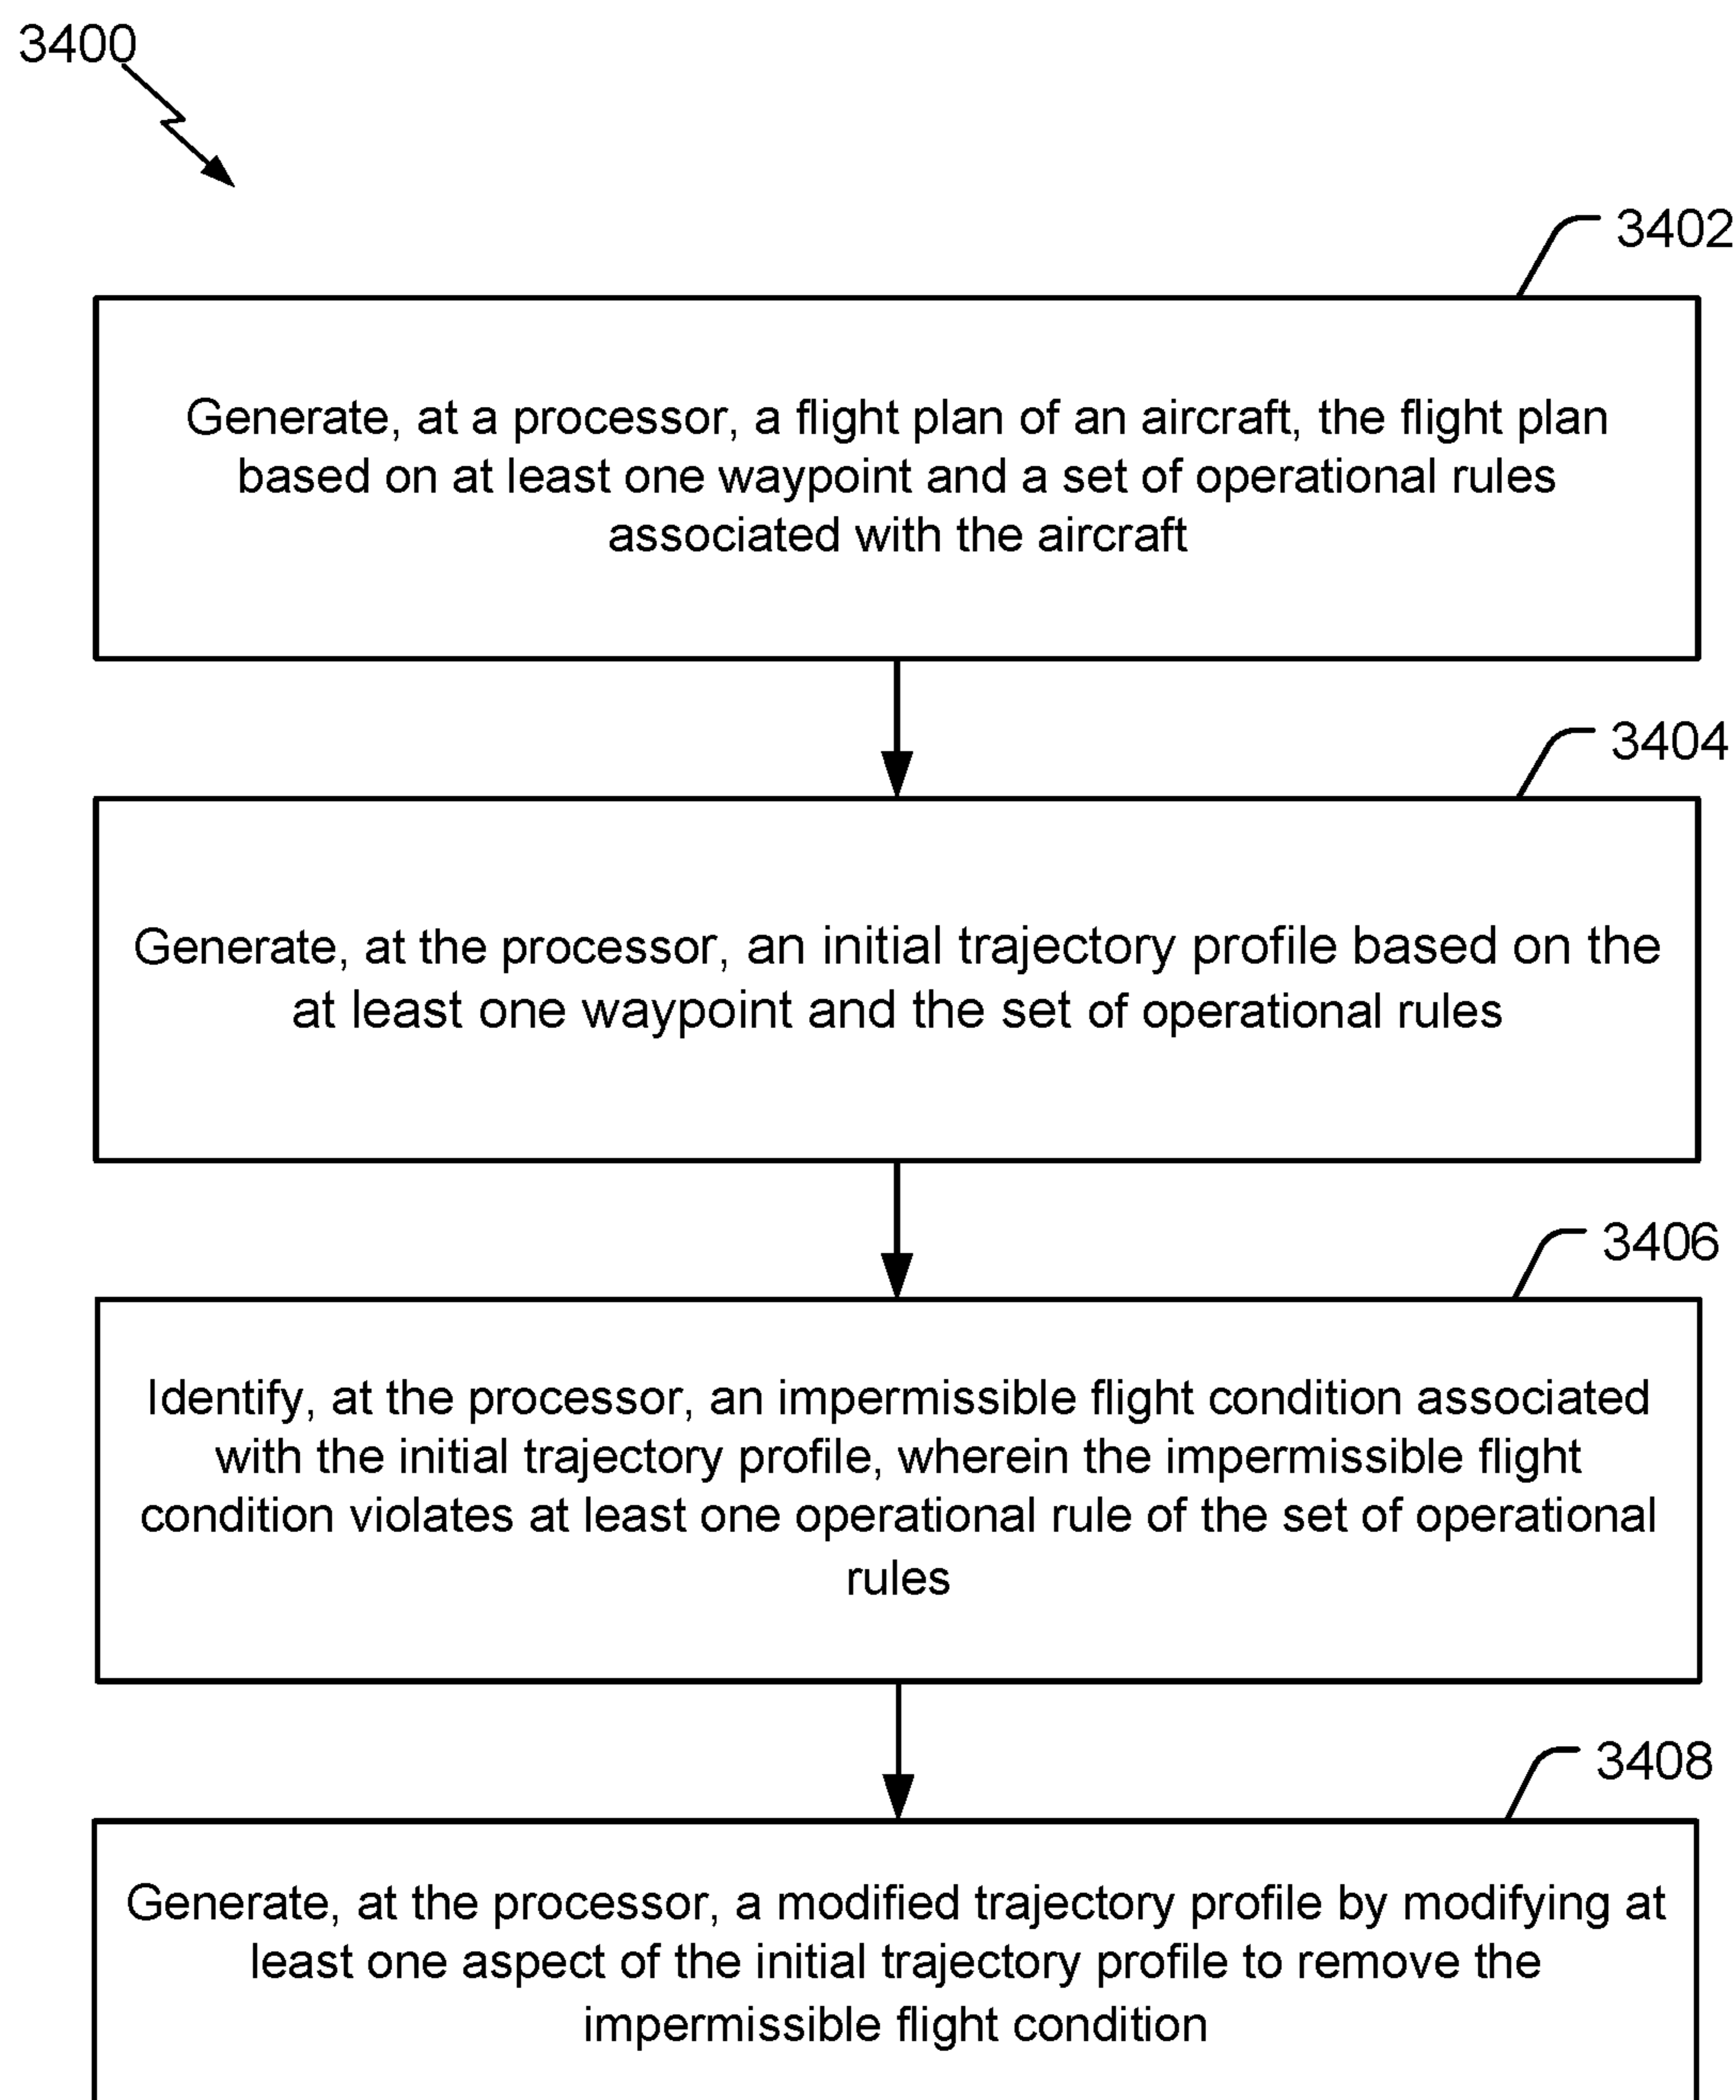 3400
3402
Generate, at a processor, a flight plan of an aircraft, the flight plan
based on at least one waypoint and a set of operational rules
associated with the aircraft
3404
Generate, at the processor, an initial trajectory profile based on the
at least one waypoint and the set of operational rules
3406
Identify, at the processor, an impermissible flight condition associated
with the initial trajectory profile, wherein the impermissible flight
condition violates at least one operational rule of the set of operational
rules
3408
Generate, at the processor, a modified trajectory profile by modifying at
least one aspect of the initial trajectory profile to remove the
impermissible flight condition